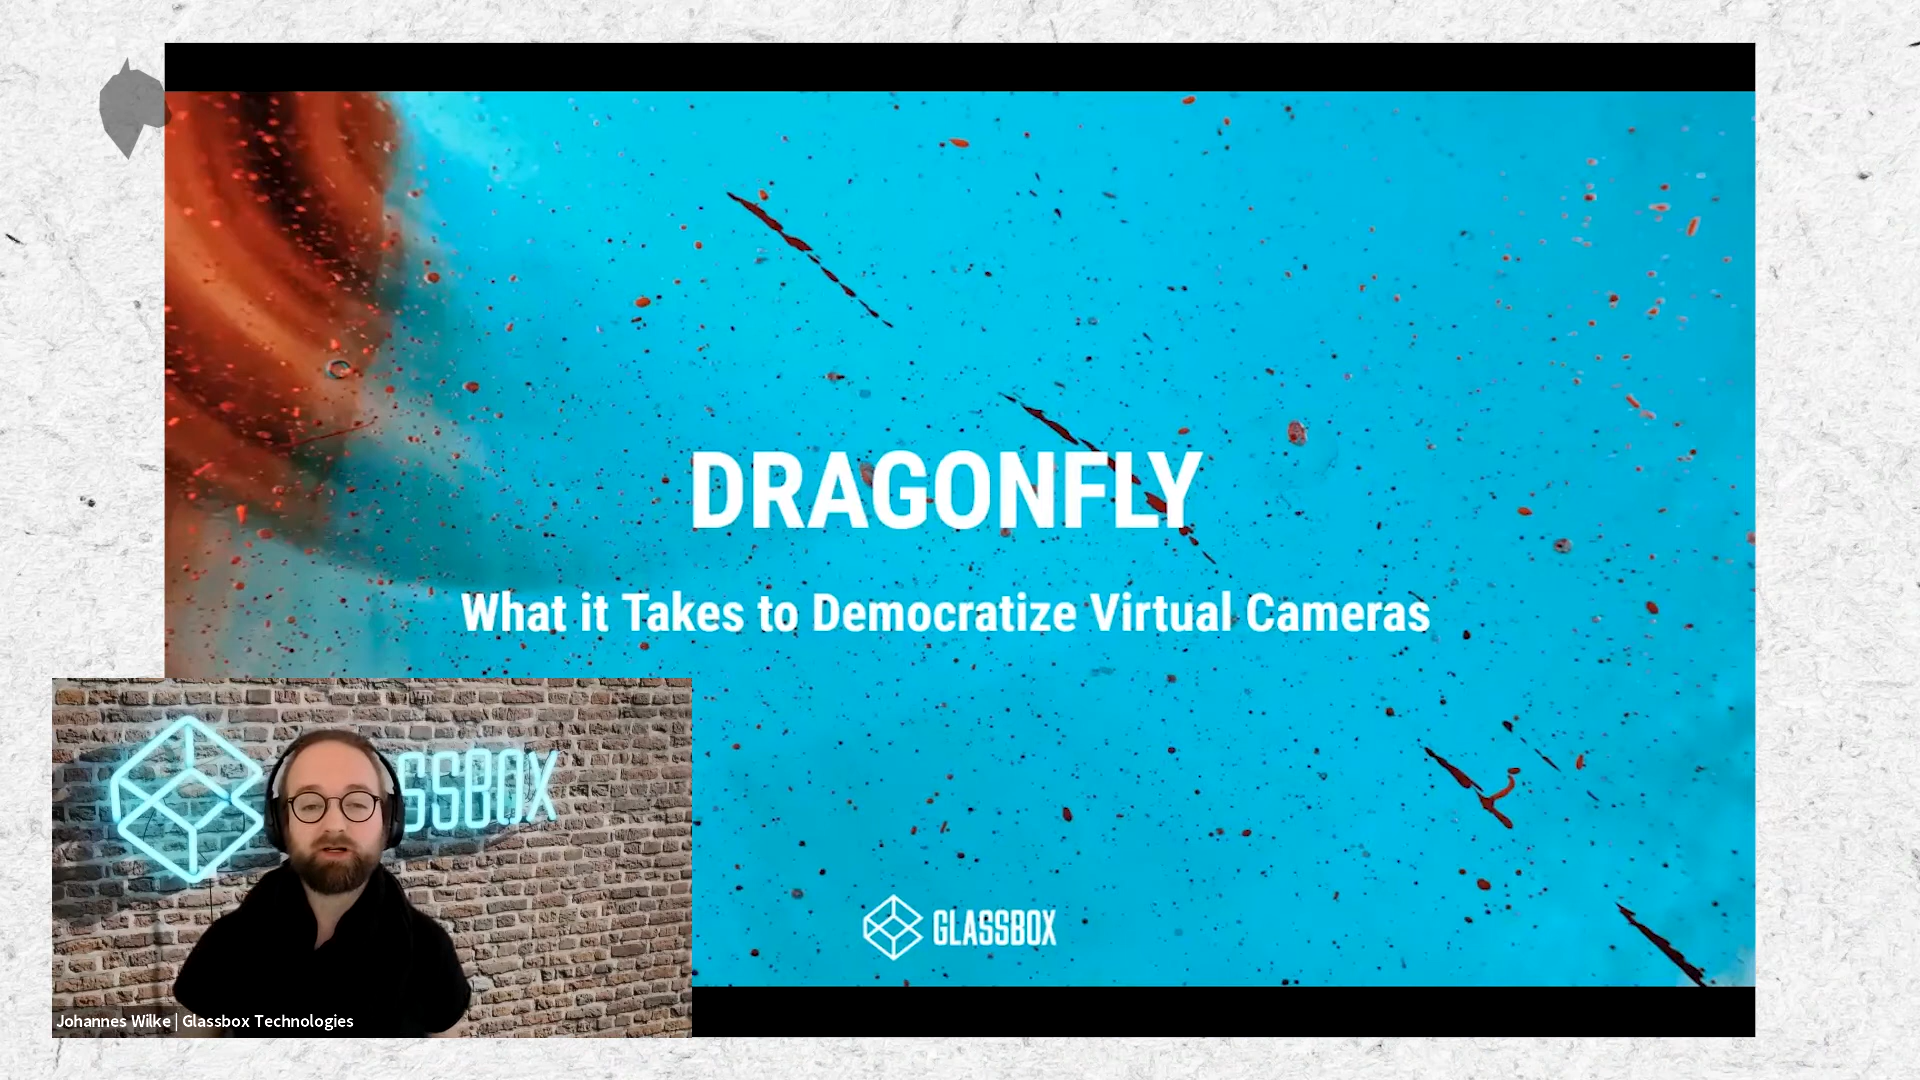 DRAGONFLY
What it Takes to Democratize Virtual Cameras
SSBOX
GLASSBOX
Johannes Wilke | Glassbox Technologies